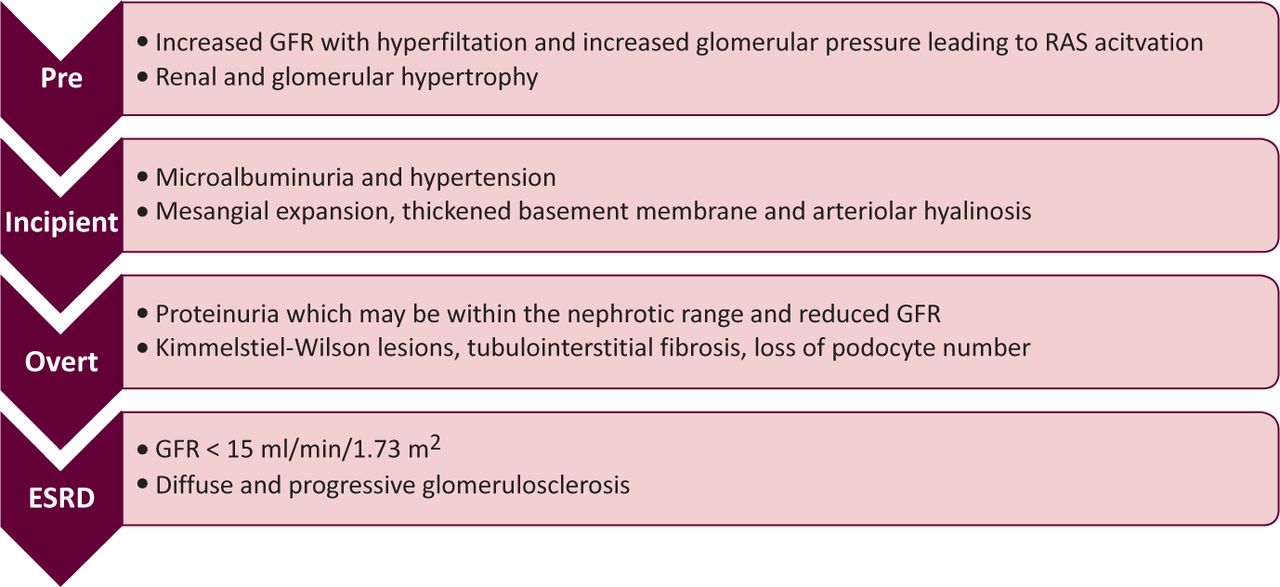 Pre
• Increased GFR with hyperfiltation and increased glomerular pressure leading to RAS acitvation
• Renal and glomerular hypertrophy
Incipient
• Microalbuminuria and hypertension
• Mesangial expansion, thickened basement membrane and arteriolar hyalinosis
Overt
• Proteinuria which may be within the nephrotic range and reduced GFR
• Kimmelstiel-Wilson lesions, tubulointerstitial fibrosis, loss of podocyte number
ESRD
• GFR < 15 ml/min/1.73 m²
• Diffuse and progressive glomerulosclerosis